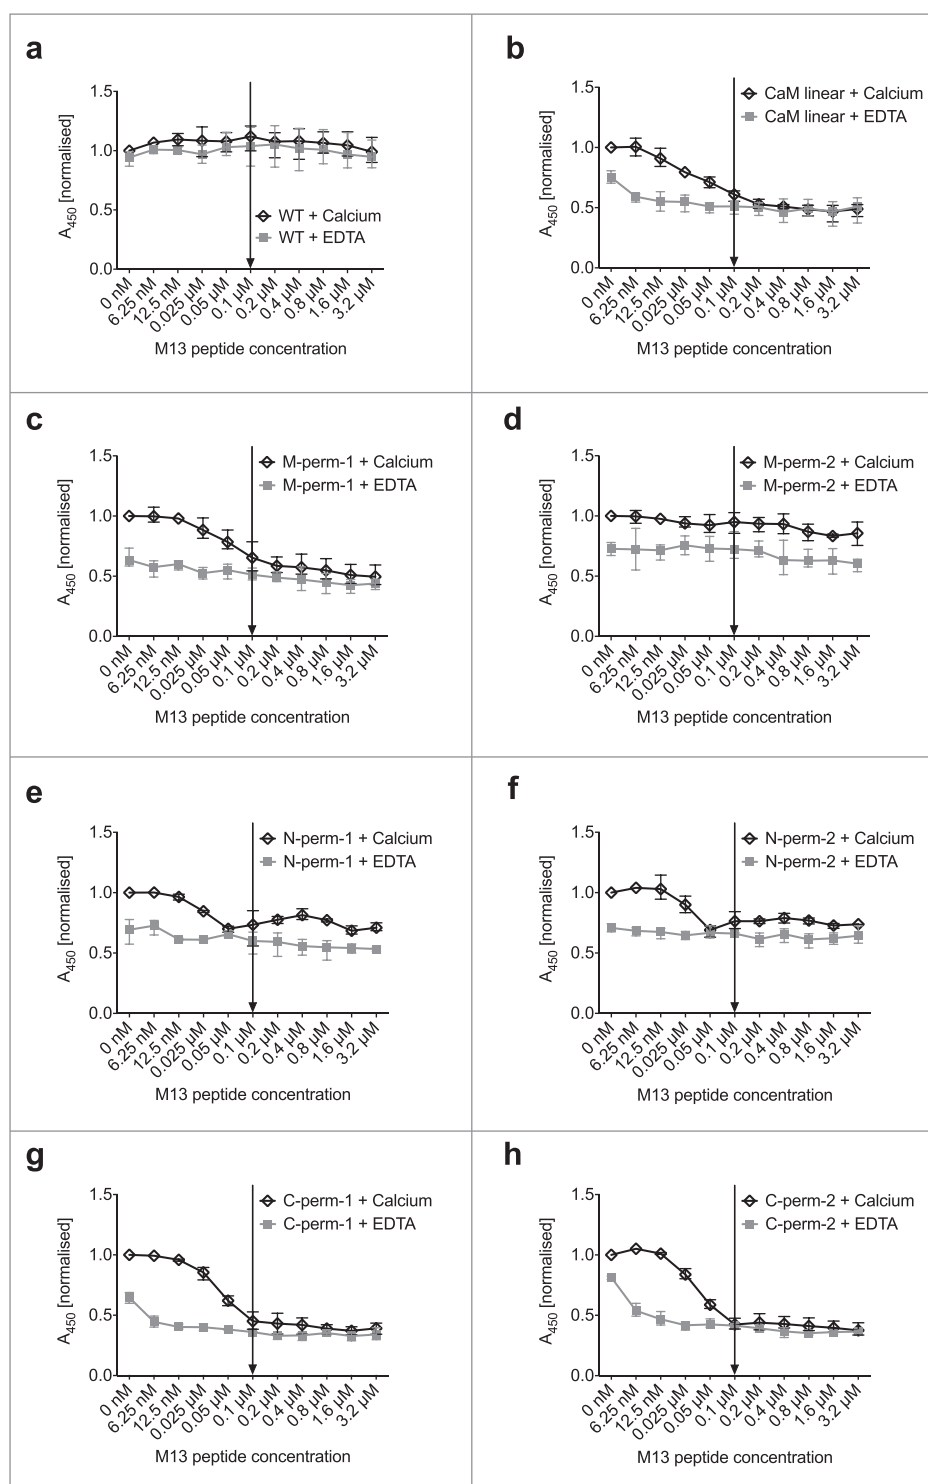 a
1.5
1.0
0.5
0.0
A450 [normalised]
WT + Calcium
WT + EDTA
0 nM
6.25 nM
12.5 nM
0.025 µM
0.05 µM
0.1 µM
0.2 µM
0.4 µM
0.8 µM
1.6 µM
3.2 µM
M13 peptide concentration
b
1.5
1.0
0.5
0.0
A450 [normalised]
CaM linear + Calcium
CaM linear + EDTA
0 nM
6.25 nM
12.5 nM
0.025 µM
0.05 µM
0.1 µM
0.2 µM
0.4 µM
0.8 µM
1.6 µM
3.2 µM
M13 peptide concentration
c
1.5
1.0
0.5
0.0
A450 [normalised]
M-perm-1 + Calcium
M-perm-1 + EDTA
0 nM
6.25 nM
12.5 nM
0.025 µM
0.05 µM
0.1 µM
0.2 µM
0.4 µM
0.8 µM
1.6 µM
3.2 µM
M13 peptide concentration
d
1.5
1.0
0.5
0.0
A450 [normalised]
M-perm-2 + Calcium
M-perm-2 + EDTA
0 nM
6.25 nM
12.5 nM
0.025 µM
0.05 µM
0.1 µM
0.2 µM
0.4 µM
0.8 µM
1.6 µM
3.2 µM
M13 peptide concentration
e
1.5
1.0
0.5
0.0
A450 [normalised]
N-perm-1 + Calcium
N-perm-1 + EDTA
0 nM
6.25 nM
12.5 nM
0.025 µM
0.05 µM
0.1 µM
0.2 µM
0.4 µM
0.8 µM
1.6 µM
3.2 µM
M13 peptide concentration
f
1.5
1.0
0.5
0.0
A450 [normalised]
N-perm-2 + Calcium
N-perm-2 + EDTA
0 nM
6.25 nM
12.5 nM
0.025 µM
0.05 µM
0.1 µM
0.2 µM
0.4 µM
0.8 µM
1.6 µM
3.2 µM
M13 peptide concentration
g
1.5
1.0
0.5
0.0
A450 [normalised]
C-perm-1 + Calcium
C-perm-1 + EDTA
0 nM
6.25 nM
12.5 nM
0.025 µM
0.05 µM
0.1 µM
0.2 µM
0.4 µM
0.8 µM
1.6 µM
3.2 µM
M13 peptide concentration
h
1.5
1.0
0.5
0.0
A450 [normalised]
C-perm-2 + Calcium
C-perm-2 + EDTA
0 nM
6.25 nM
12.5 nM
0.025 µM
0.05 µM
0.1 µM
0.2 µM
0.4 µM
0.8 µM
1.6 µM
3.2 µM
M13 peptide concentration